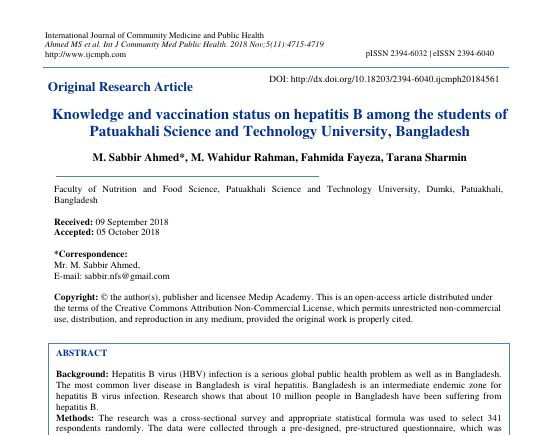 International Journal of Community Medicine and Public Health
Ahmed MS et al. Int J Community Med Public Health. 2018 Nov;5(11):4715-4719
http://www.ijcmph.com
pISSN 2394-6032 | eISSN 2394-6040
DOI: http://dx.doi.org/10.18203/2394-6040.ijcmph20184561
Original Research Article
Knowledge and vaccination status on hepatitis B among the students of
Patuakhali Science and Technology University, Bangladesh
M. Sabbir Ahmed*, M. Wahidur Rahman, Fahmida Fayeza, Tarana Sharmin
Faculty of Nutrition and Food Science, Patuakhali Science and Technology University, Dumki, Patuakhali,
Bangladesh
Received: 09 September 2018
Accepted: 05 October 2018
*Correspondence:
Mr. M. Sabbir Ahmed,
E-mail: sabbir.nfs@gmail.com
Copyright: © the author(s), publisher and licensee Medip Academy. This is an open-access article distributed under
the terms of the Creative Commons Attribution Non-Commercial License, which permits unrestricted non-commercial
use, distribution, and reproduction in any medium, provided the original work is properly cited.
ABSTRACT
Background: Hepatitis B virus (HBV) infection is a serious global public health problem as well as in Bangladesh.
The most common liver disease in Bangladesh is viral hepatitis. Bangladesh is an intermediate endemic zone for
hepatitis B virus infection. Research shows that about 10 million people in Bangladesh have been suffering from
hepatitis B.
Methods: The research was a cross-sectional survey and appropriate statistical formula was used to select 341
respondents randomly. The data were collected through a pre-designed, pre-structured questionnaire, which was